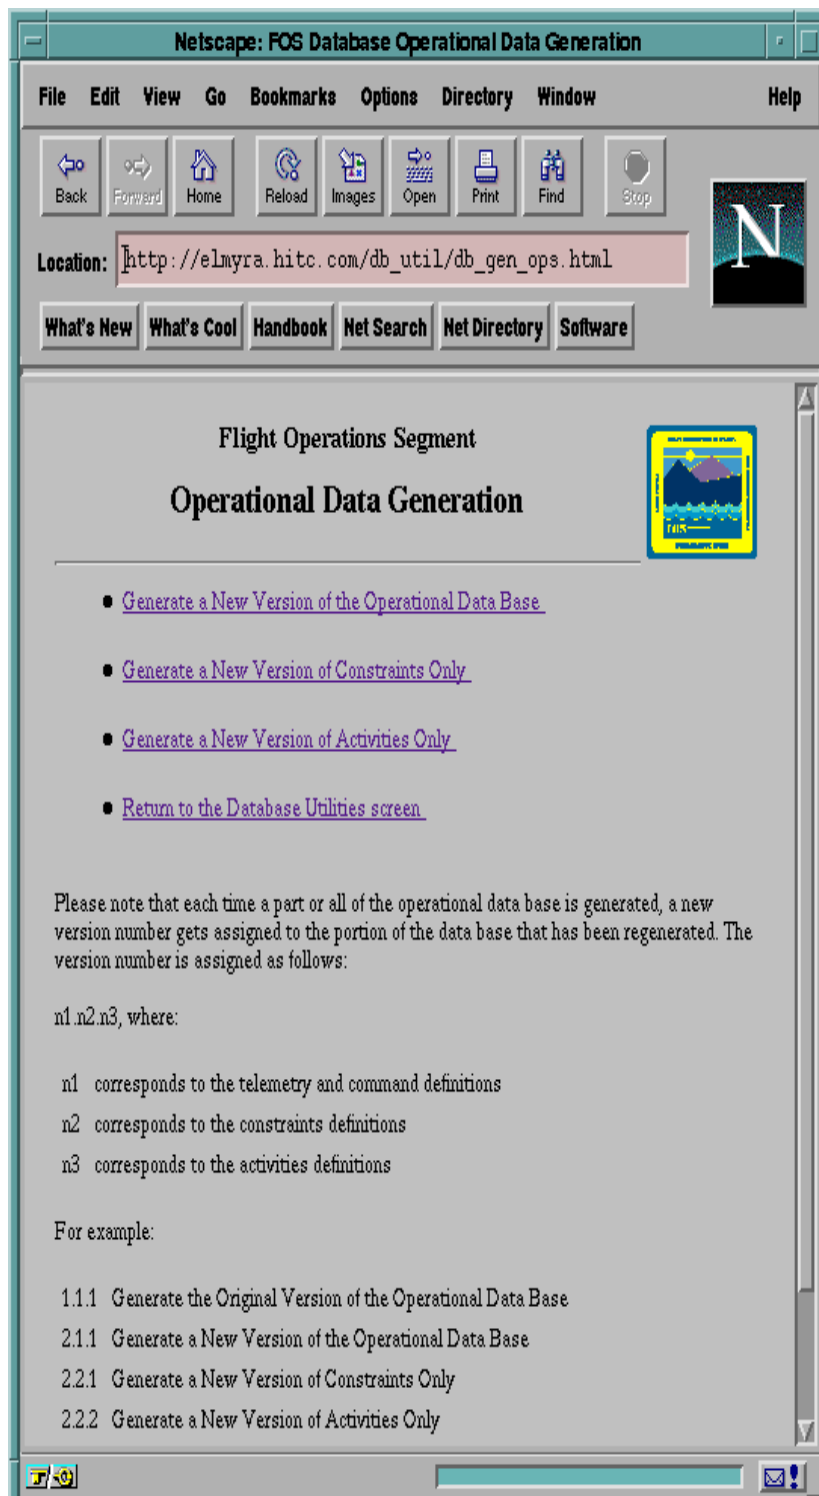 Netscape: FOS Database Operational Data Generation
File Edit View Go Bookmarks Options Directory Window Help
Back Forward Home Reload Images Open Print Find Stop
N
Location: http://elmyra.hitc.com/db_util/db_gen_ops.html
What's New What's Cool Handbook Net Search Net Directory Software
Flight Operations Segment
Operational Data Generation
Generate a New Version of the Operational Data Base
Generate a New Version of Constraints Only
Generate a New Version of Activities Only
Return to the Database Utilities screen
Please note that each time a part or all of the operational data base is generated, a new
version number gets assigned to the portion of the data base that has been regenerated. The
version number is assigned as follows:
n1.n2.n3, where:
n1 corresponds to the telemetry and command definitions
n2 corresponds to the constraints definitions
n3 corresponds to the activities definitions
For example:
1.1.1 Generate the Original Version of the Operational Data Base
2.1.1 Generate a New Version of the Operational Data Base
2.2.1 Generate a New Version of Constraints Only
2.2.2 Generate a New Version of Activities Only